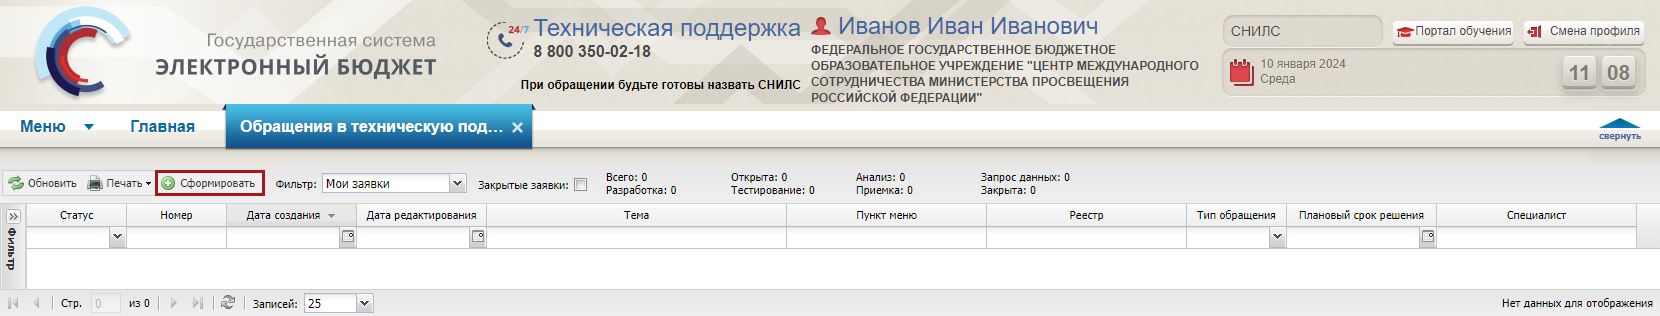 Государственная система
ЭЛЕКТРОННЫЙ БЮДЖЕТ
24/7
Техническая поддержка
8 800 350-02-18
При обращении будьте готовы назвать СНИЛС
Иванов Иван Иванович
ФЕДЕРАЛЬНОЕ ГОСУДАРСТВЕННОЕ БЮДЖЕТНОЕ
ОБРАЗОВАТЕЛЬНОЕ УЧРЕЖДЕНИЕ "ЦЕНТР МЕЖДУНАРОДНОГО
СОТРУДНИЧЕСТВА МИНИСТЕРСТВА ПРОСВЕЩЕНИЯ
РОССИЙСКОЙ ФЕДЕРАЦИИ"
СНИЛС
Портал обучения
Смена профиля
10 января 2024
Среда
11 08
Меню
Главная
Обращения в техническую под...
свернуть
Обновить
Печать
Сформировать
Фильтр: Мои заявки
Закрытые заявки:
Всего: 0 Открыта: 0 Анализ: 0 Запрос данных: 0
Разработка: 0 Тестирование: 0 Приемка: 0 Закрыта: 0
Фильтр
Статус Номер Дата создания Дата редактирования Тема Пункт меню Реестр Тип обращения Плановый срок решения Специалист
Стр. 0 из 0 Записей: 25 Нет данных для отображения